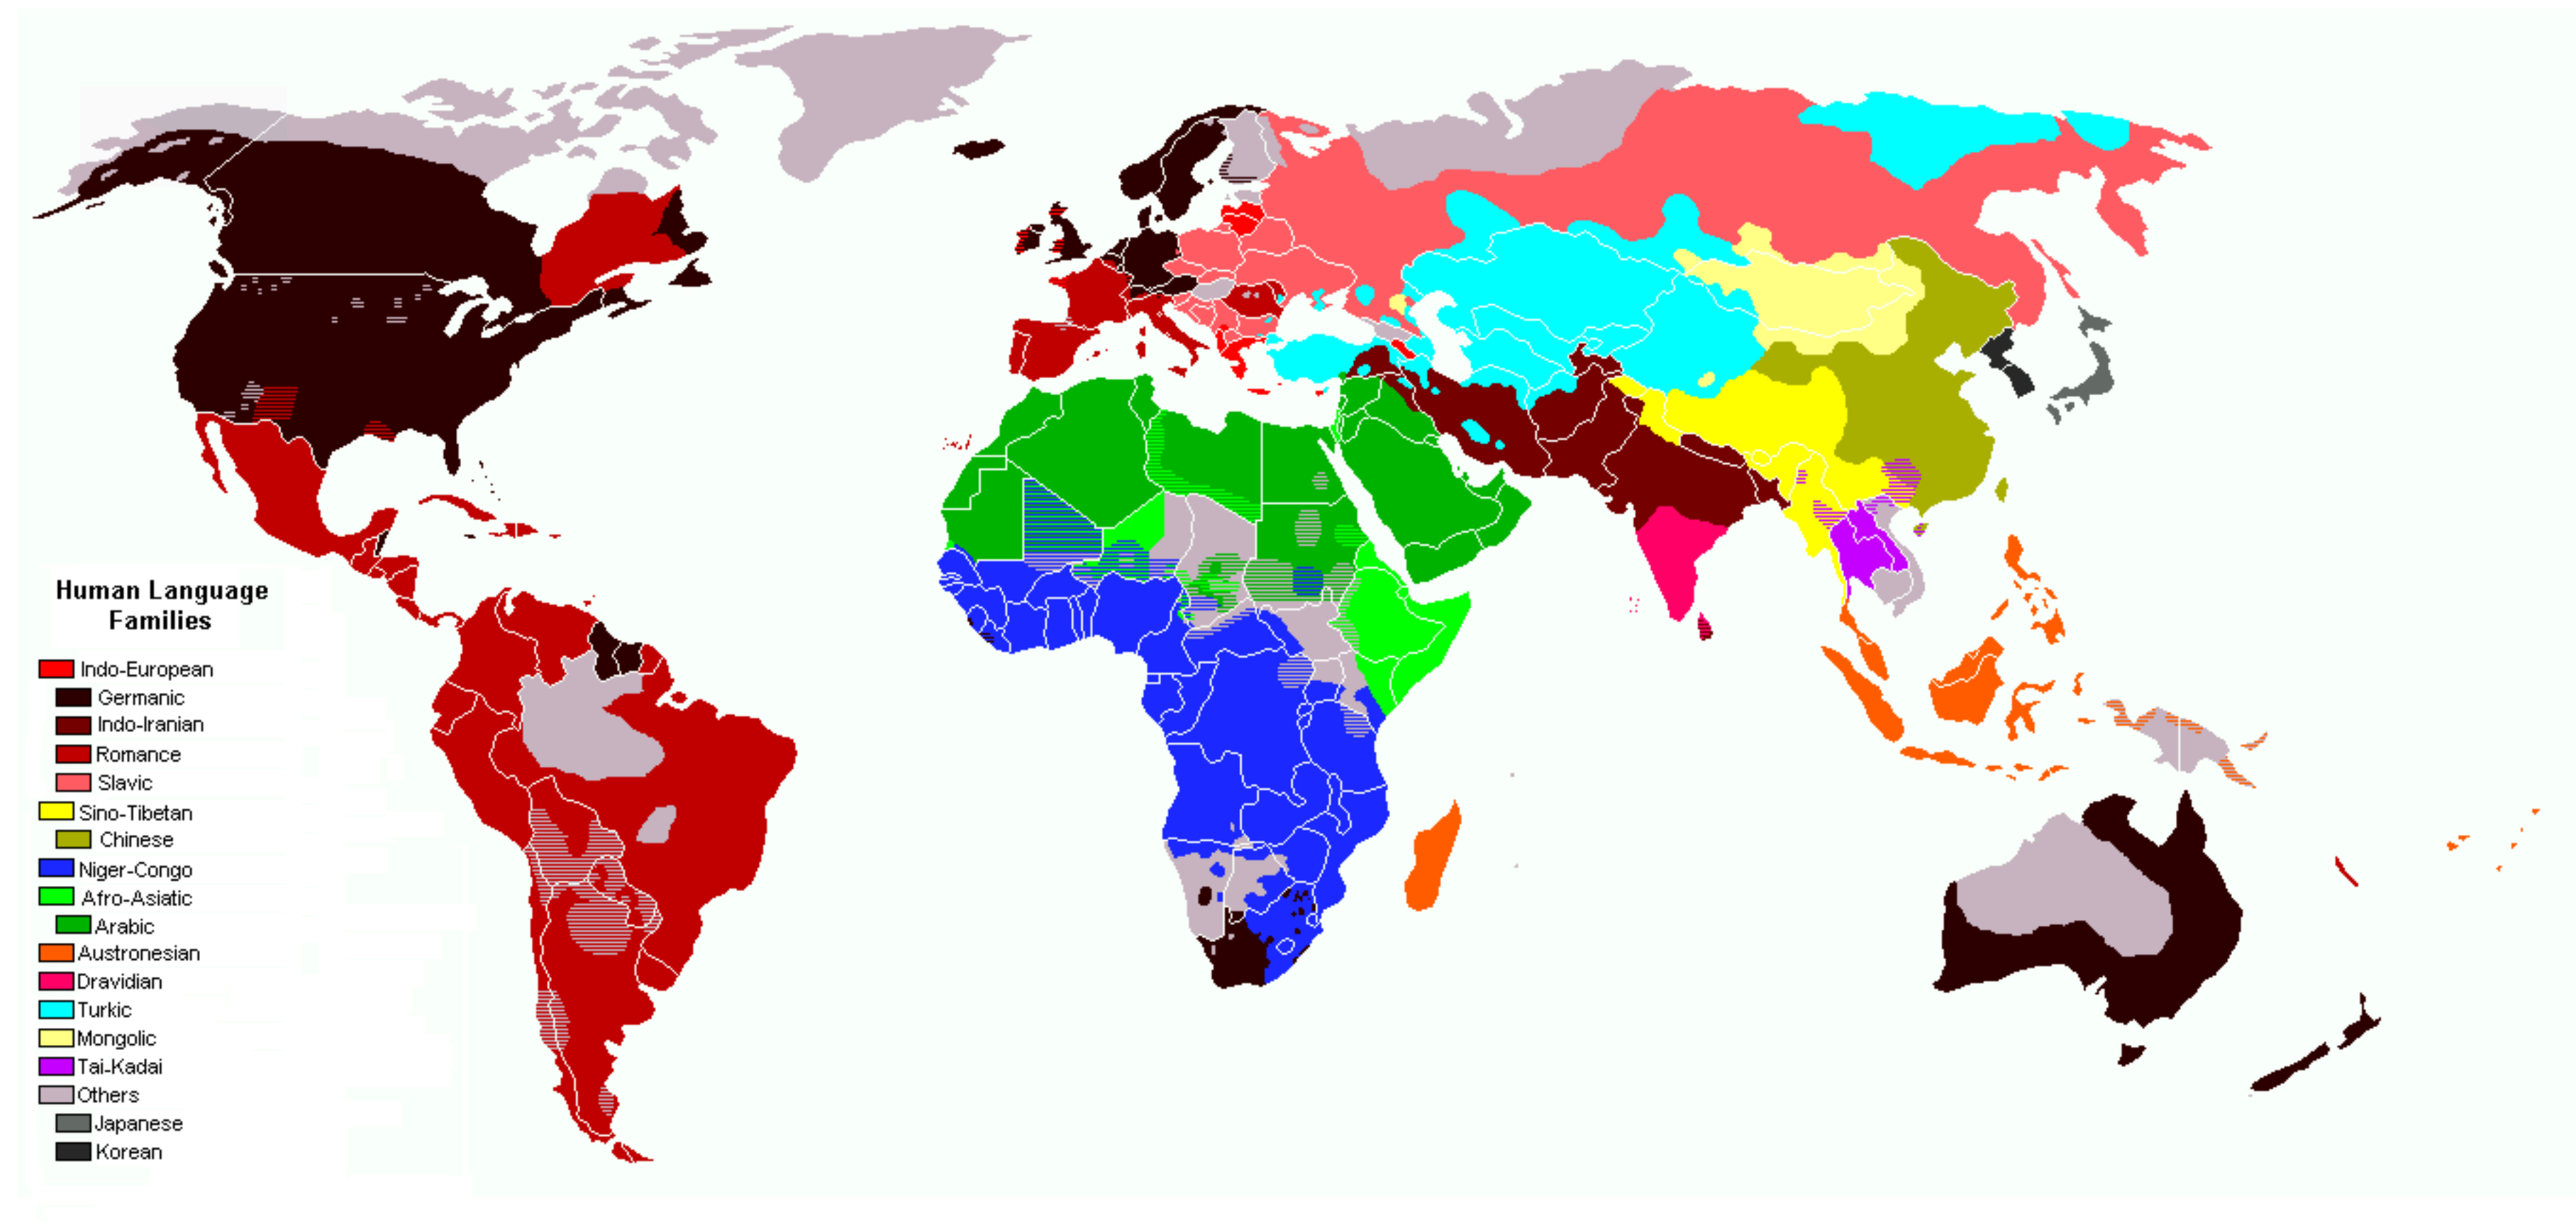 Human Language
Families
Indo-European
Germanic
Indo-Iranian
Romance
Slavic
Sino-Tibetan
Chinese
Niger-Congo
Afro-Asiatic
Arabic
Austronesian
Dravidian
Turkic
Mongolic
Tai-Kadai
Others
Japanese
Korean